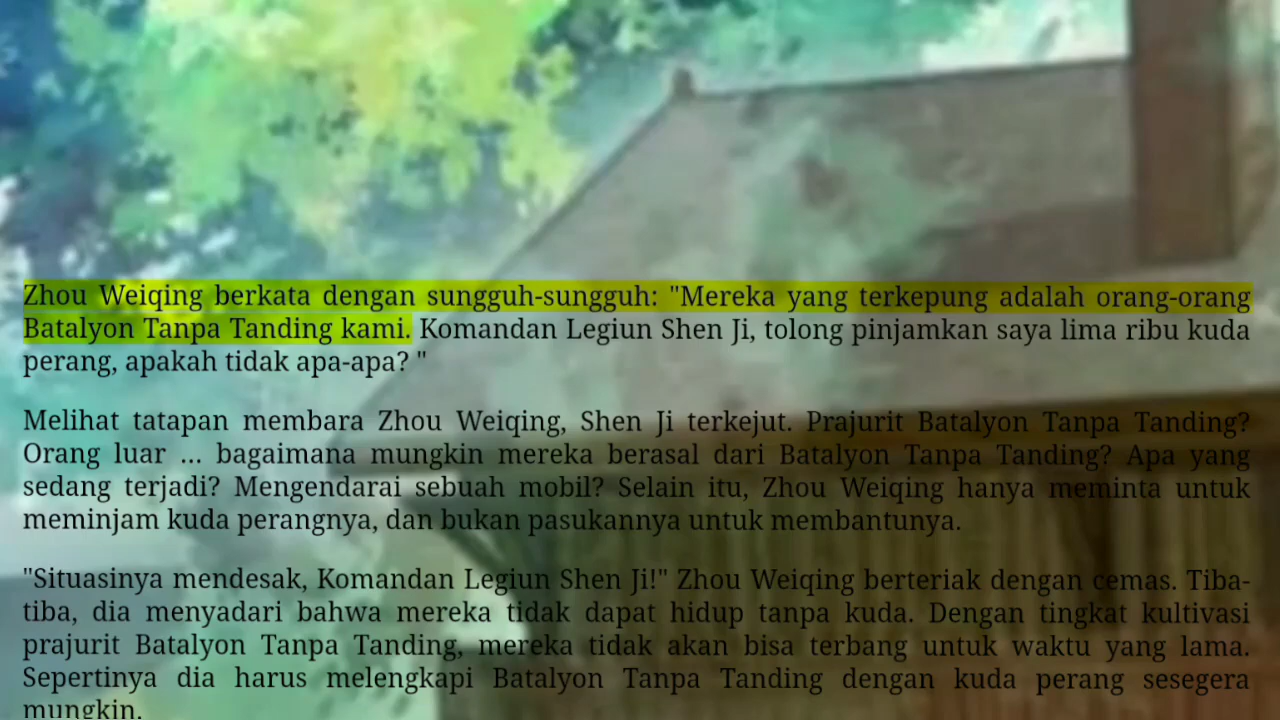 Zhou Weiqing berkata dengan sungguh-sungguh: "Mereka yang terkepung adalah orang-orang
Batalyon Tanpa Tanding kami. Komandan Legiun Shen Ji, tolong pinjamkan saya lima ribu kuda
perang, apakah tidak apa-apa? "
Melihat tatapan membara Zhou Weiqing, Shen Ji terkejut. Prajurit Batalyon Tanpa Tanding?
Orang luar ... bagaimana mungkin mereka berasal dari Batalyon Tanpa Tanding? Apa yang
sedang terjadi? Mengendarai sebuah mobil? Selain itu, Zhou Weiqing hanya meminta untuk
meminjam kuda perangnya, dan bukan pasukannya untuk membantunya.
"Situasinya mendesak, Komandan Legiun Shen Ji!" Zhou Weiqing berteriak dengan cemas. Tiba-
tiba, dia menyadari bahwa mereka tidak dapat hidup tanpa kuda. Dengan tingkat kultivasi
prajurit Batalyon Tanpa Tanding, mereka tidak akan bisa terbang untuk waktu yang lama.
Sepertinya dia harus melengkapi Batalyon Tanpa Tanding dengan kuda perang sesegera
mungkin.